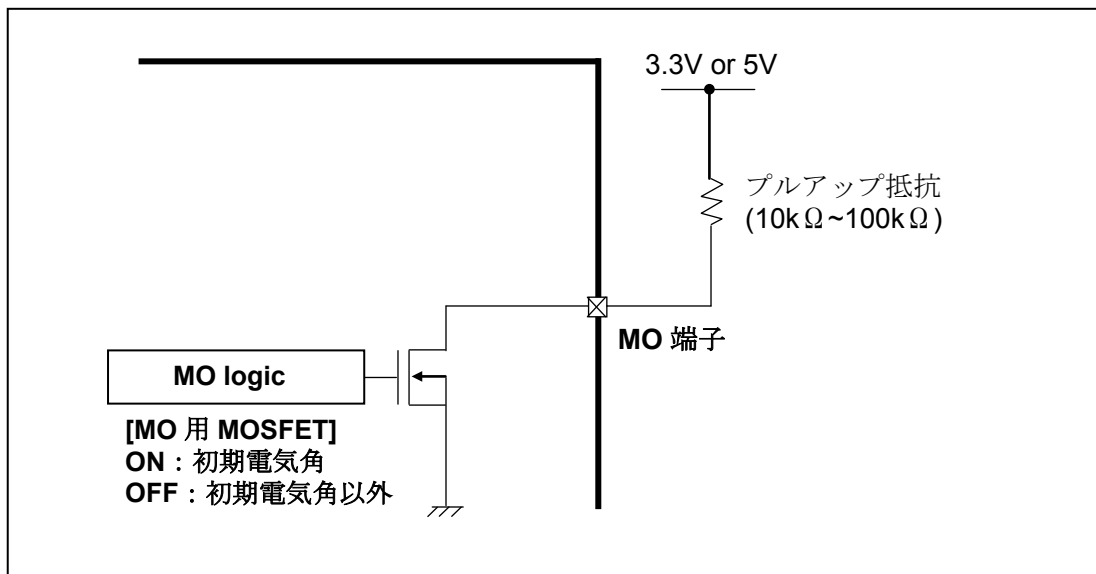 3.3V or 5V
プルアップ抵抗
(10kΩ~100kΩ)
MO 端子
MO logic
[MO 用 MOSFET]
ON：初期電気角
OFF：初期電気角以外